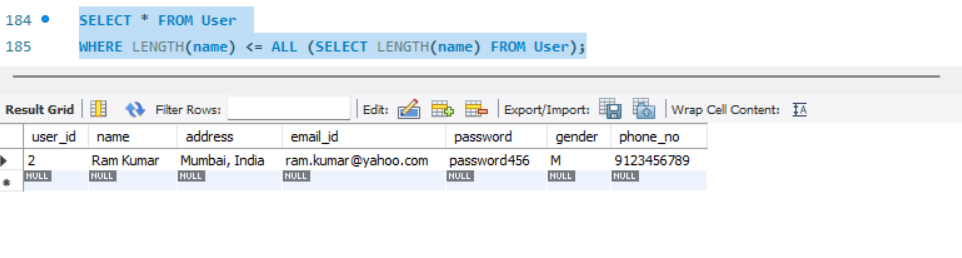 184 SELECT * FROM User
185 WHERE LENGTH(name) <= ALL (SELECT LENGTH(name) FROM User);
Result Grid Filter Rows: Edit: Export/Import: Wrap Cell Content: IA
user_id name address email_id password gender phone_no
2 Ram Kumar Mumbai, India ram.kumar@yahoo.com password456 M 9123456789
NULL NULL NULL NULL NULL NULL NULL